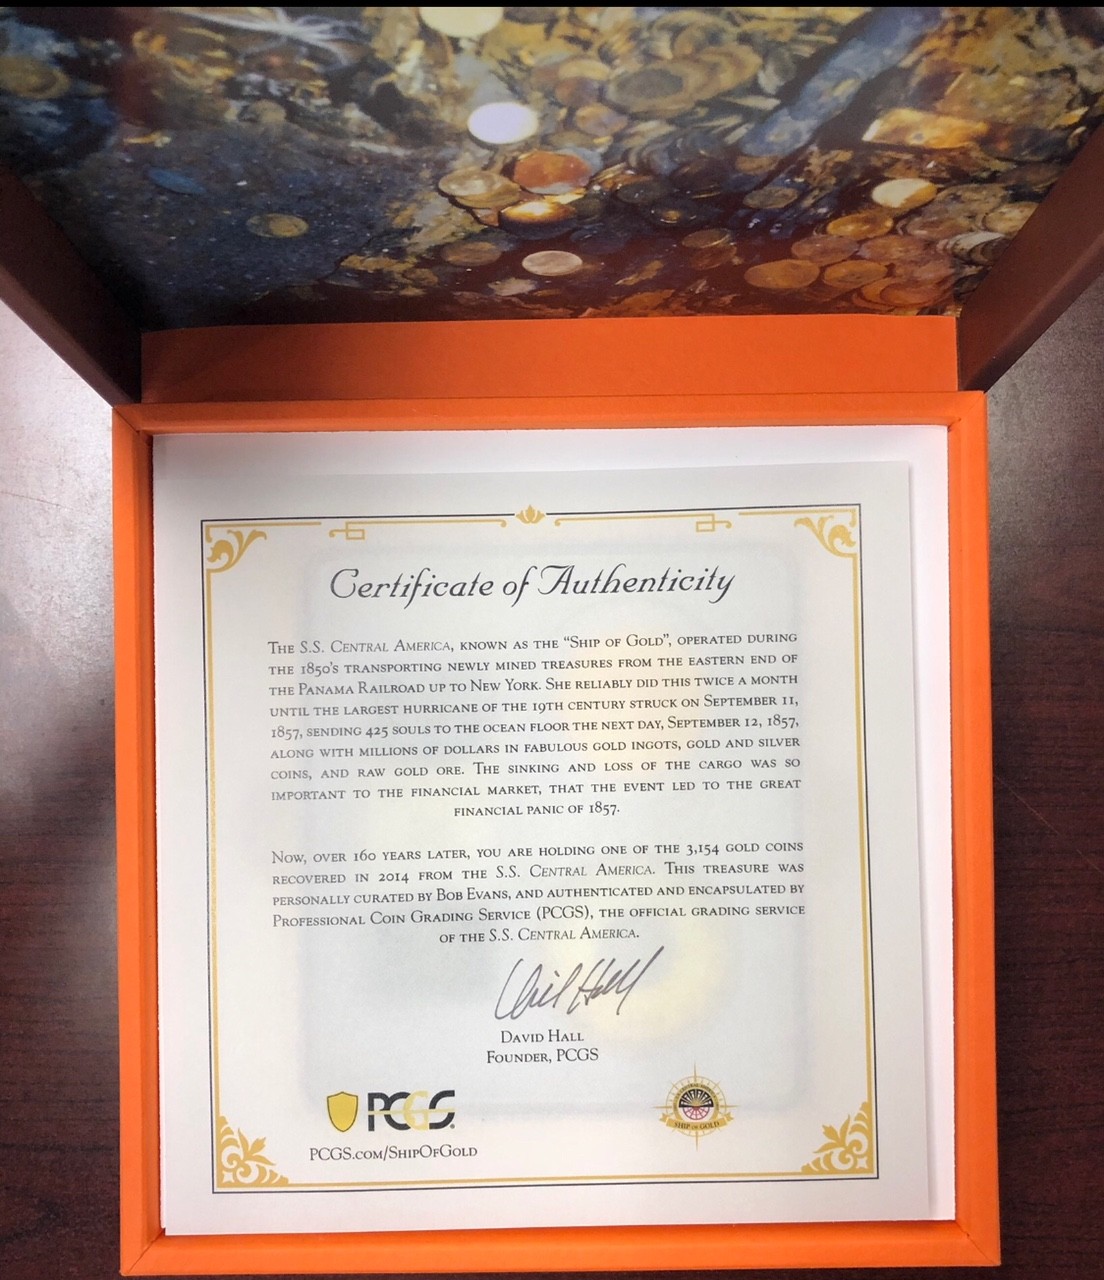 Certificate of Authenticity
The S.S. Central America, known as the “Ship of Gold”, operated during
the 1850’s transporting newly mined treasures from the eastern end of
the Panama Railroad up to New York. She reliably did this twice a month
until the largest hurricane of the 19th century struck on September 11,
1857, sending 425 souls to the ocean floor the next day, September 12, 1857,
along with millions of dollars in fabulous gold ingots, gold and silver
coins, and raw gold ore. The sinking and loss of the cargo was so
important to the financial market, that the event led to the great
financial panic of 1857.
Now, over 160 years later, you are holding one of the 3,154 gold coins
recovered in 2014 from the S.S. Central America. This treasure was
personally curated by Bob Evans, and authenticated and encapsulated by
Professional Coin Grading Service (PCGS), the official grading service
of the S.S. Central America.
David Hall
Founder, PCGS
PCGS
SHIP OF GOLD
PCGS.com/ShipOfGold